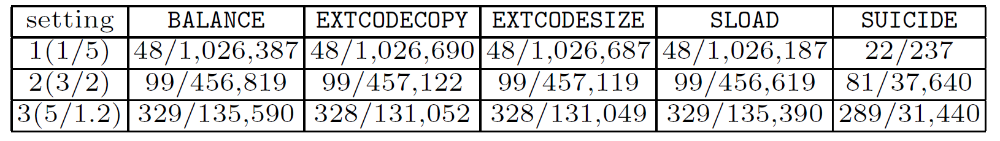 setting BALANCE EXTCODECOPY EXTCODESIZE SLOAD SUICIDE
1(1/5) 48/1,026,387 48/1,026,690 48/1,026,687 48/1,026,187 22/237
2(3/2) 99/456,819 99/457,122 99/457,119 99/456,619 81/37,640
3(5/1.2) 329/135,590 328/131,052 328/131,049 329/135,390 289/31,440